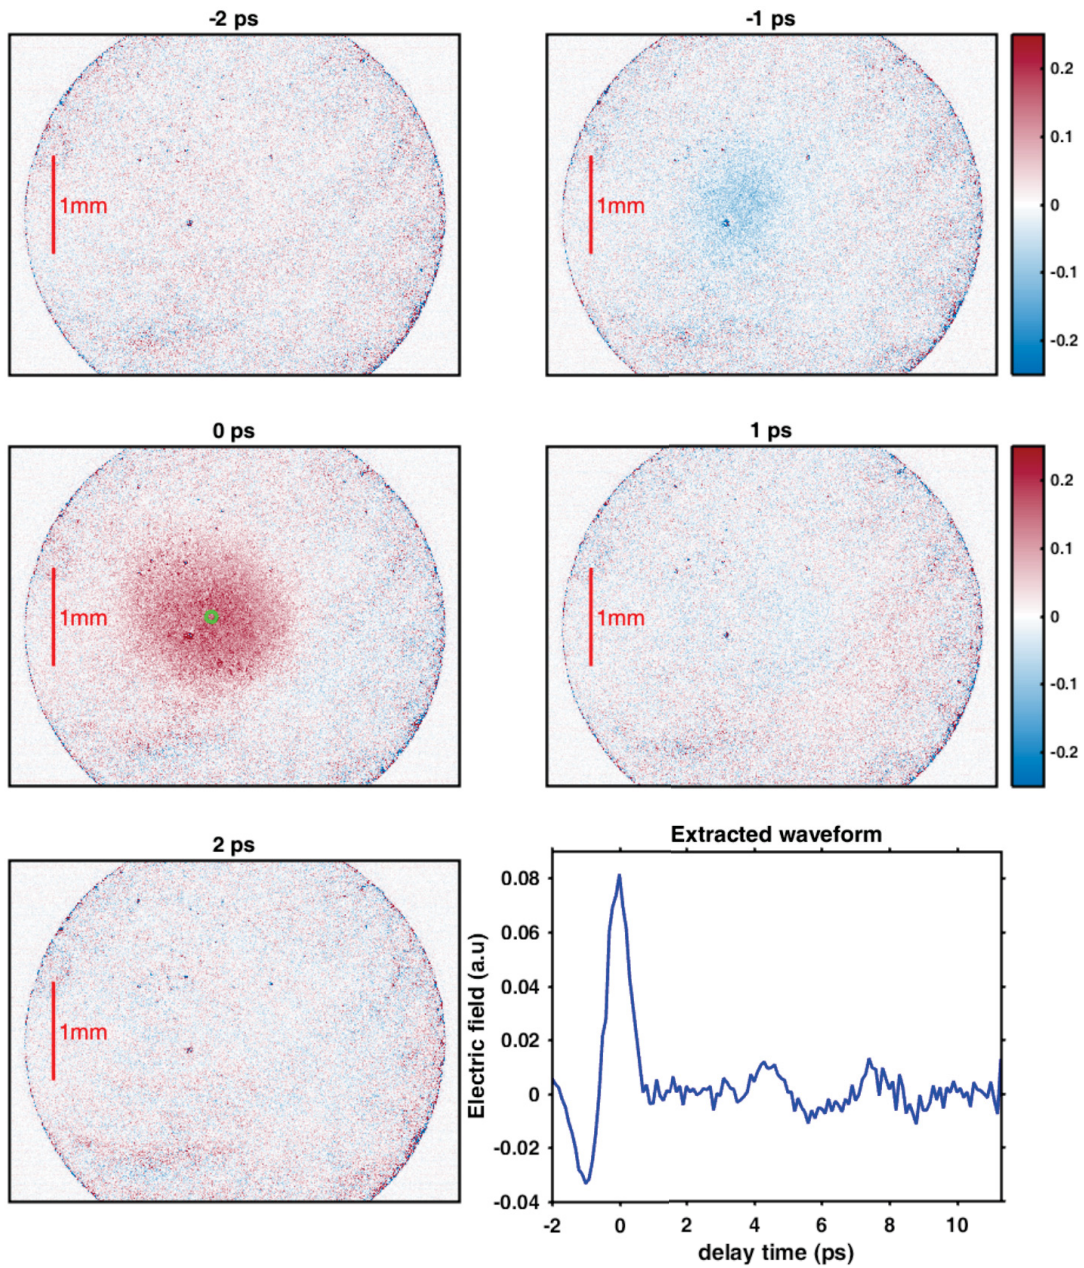 -2 ps
-1 ps
1mm
1mm
0.2
0.1
0
-0.1
-0.2
0 ps
1 ps
1mm
1mm
0.2
0.1
0
-0.1
-0.2
2 ps
1mm
Extracted waveform
Electric field (a.u)
0.08
0.06
0.04
0.02
0
-0.02
-0.04
-2 0 2 4 6 8 10
delay time (ps)